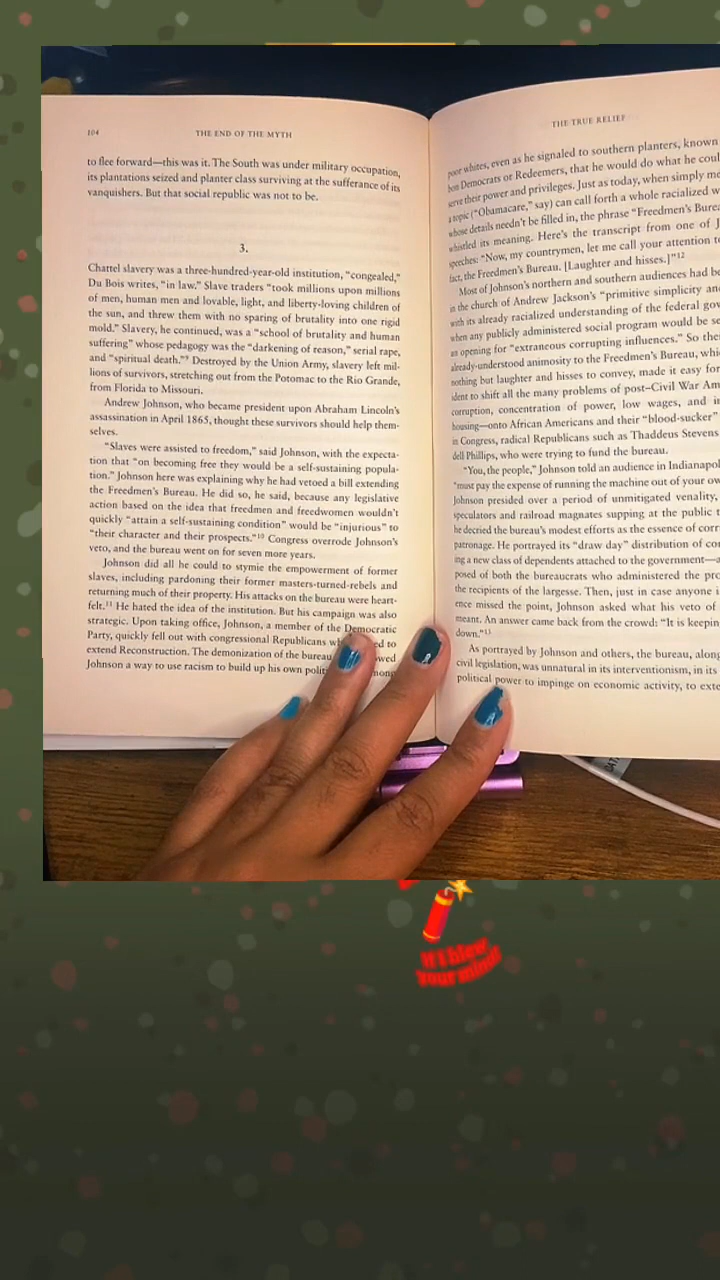 104
THE END OF THE MYTH
to flee forward—this was it. The South was under military occupation,
its plantations seized and planter class surviving at the sufferance of its
vanquishers. But that social republic was not to be.
3.
Chattel slavery was a three-hundred-year-old institution, “congealed,”
Du Bois writes, “in law.” Slave traders “took millions upon millions
of men, human men and lovable, light, and liberty-loving children of
the sun, and threw them with no sparing of brutality into one rigid
mold.” Slavery, he continued, was a “school of brutality and human
suffering” whose pedagogy was the “darkening of reason,” serial rape,
and “spiritual death.”⁹ Destroyed by the Union Army, slavery left mil-
lions of survivors, stretching out from the Potomac to the Rio Grande,
from Florida to Missouri.
Andrew Johnson, who became president upon Abraham Lincoln’s
assassination in April 1865, thought these survivors should help them-
selves.
“Slaves were assisted to freedom,” said Johnson, with the expecta-
tion that “on becoming free they would be a self-sustaining popula-
tion.” Johnson here was explaining why he had vetoed a bill extending
the Freedmen’s Bureau. He did so, he said, because any legislative
action based on the idea that freedmen and freedwomen wouldn’t
quickly “attain a self-sustaining condition” would be “injurious” to
“their character and their prospects.”¹⁰ Congress overrode Johnson’s
veto, and the bureau went on for seven more years.
Johnson did all he could to stymie the empowerment of former
slaves, including pardoning their former masters-turned-rebels and
returning much of their property. His attacks on the bureau were heart-
felt.¹¹ He hated the idea of the institution. But his campaign was also
strategic. Upon taking office, Johnson, a member of the Democratic
Party, quickly fell out with congressional Republicans to
extend Reconstruction. The demonization of the bureau
Johnson a way to use racism to build up his own
THE TRUE RELIEF
poor whites, even as he signaled to southern planters, known
bon Democrats or Redeemers, that he would do what he
serve their power and privileges. Just as today, when simply
a topic (“Obamacare,” say) can call forth a whole racialized
whose details needn’t be filled in, the phrase “Freedmen’s
whistled its meaning. Here’s the transcript from one of
speeches: “Now, my countrymen, let me call your attention
fact, the Freedmen’s Bureau. [Laughter and hisses.]”¹²
Most of Johnson’s northern and southern audiences had
in the church of Andrew Jackson’s “primitive simplicity
with its already racialized understanding of the federal
when any publicly administered social program would be
an opening for “extraneous corrupting influences.” So
already-understood animosity to the Freedmen’s Bureau,
nothing but laughter and hisses to convey, made it easy for
ident to shift all the many problems of post–Civil War
corruption, concentration of power, low wages, and
housing—onto African Americans and their “blood-sucker”
in Congress, radical Republicans such as Thaddeus Stevens
dell Phillips, who were trying to fund the bureau.
“You, the people,” Johnson told an audience in
“must pay the expense of running the machine out of your
Johnson presided over a period of unmitigated venality,
speculators and railroad magnates supping at the public
he decried the bureau’s modest efforts as the essence of
patronage. He portrayed its “draw day” distribution of
ing a new class of dependents attached to the government—
posed of both the bureaucrats who administered the
the recipients of the largesse. Then, just in case anyone
ence missed the point, Johnson asked what his veto of
meant. An answer came back from the crowd: “It is
down.”¹³
As portrayed by Johnson and others, the bureau,
civil legislation, was unnatural in its interventionism, in its
political power to impinge on economic activity, to
If I blew
your mind!